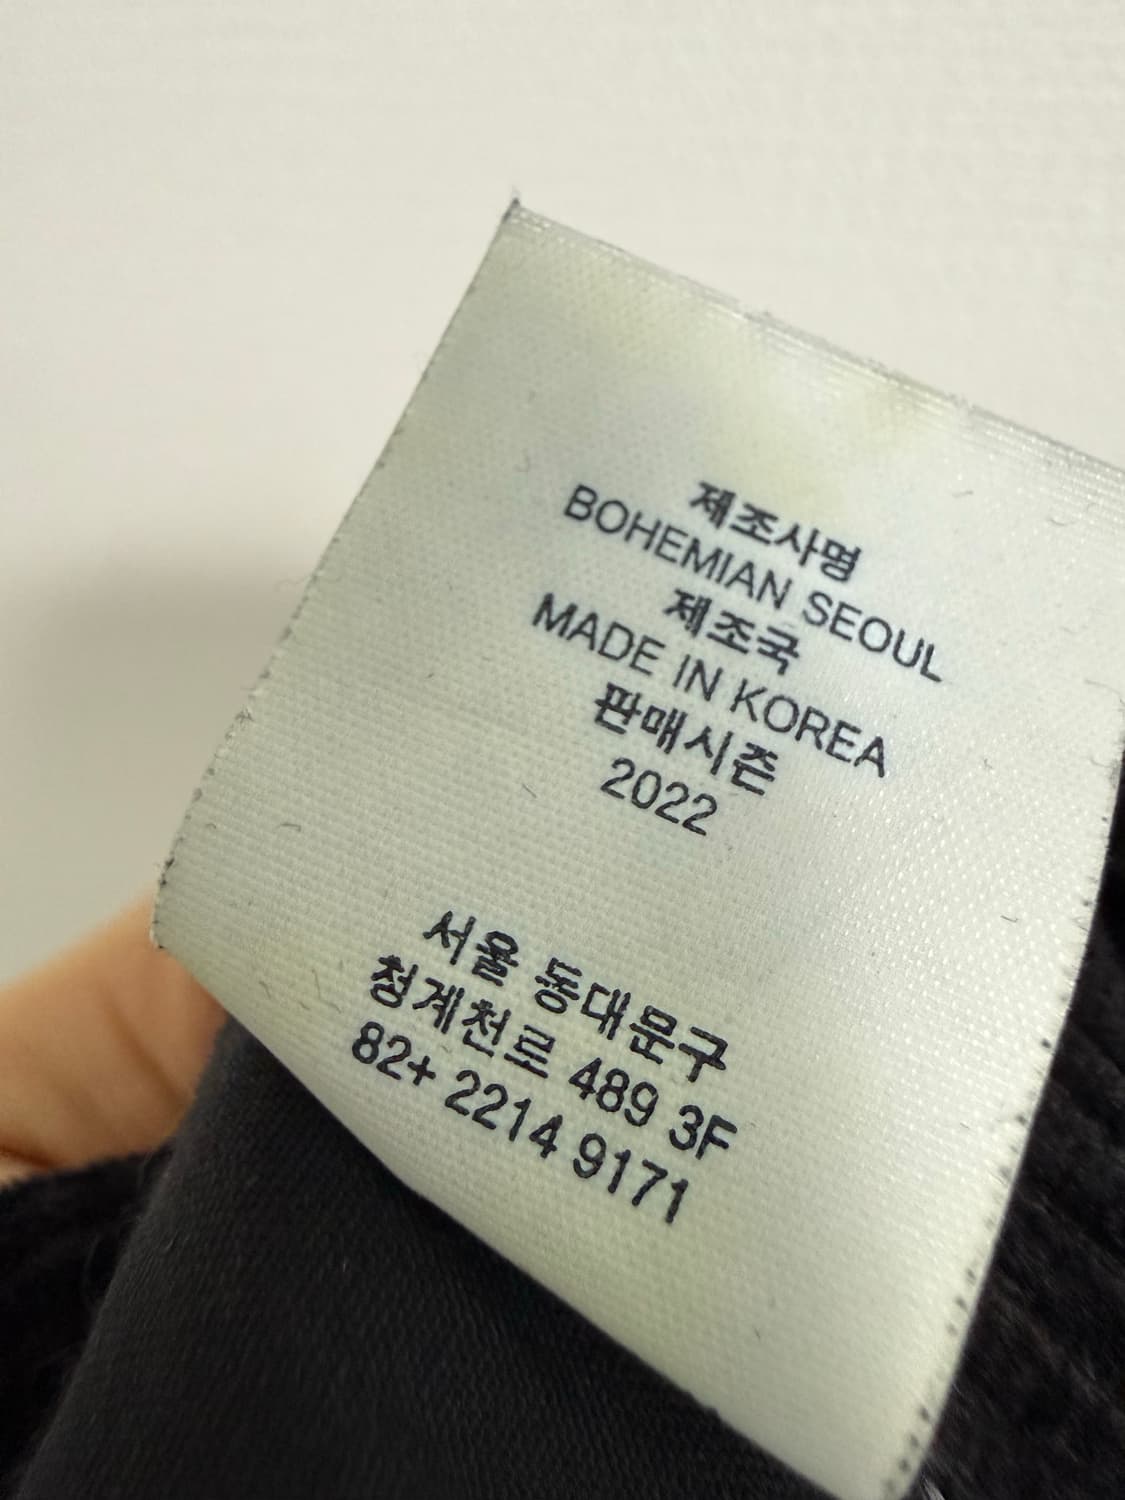 제조사명
BOHEMIAN SEOUL
제조국
MADE IN KOREA
판매시즌
2022
서울 동대문구
청계천로 489 3F
82+ 2214 9171